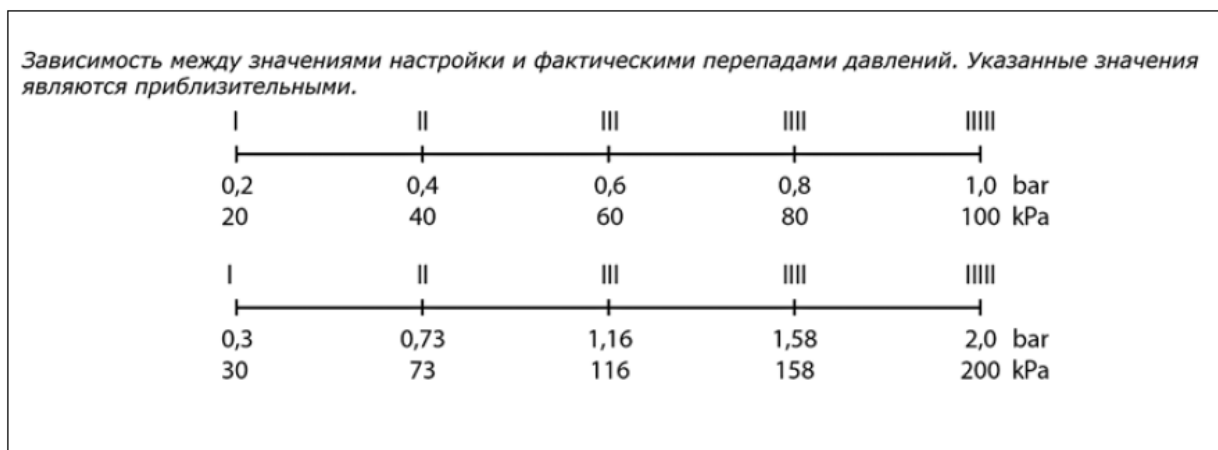 Зависимость между значениями настройки и фактическими перепадами давлений. Указанные значения
являются приблизительными.
I II III IIII IIIII
0,2 0,4 0,6 0,8 1,0 bar
20 40 60 80 100 kPa
I II III IIII IIIII
0,3 0,73 1,16 1,58 2,0 bar
30 73 116 158 200 kPa